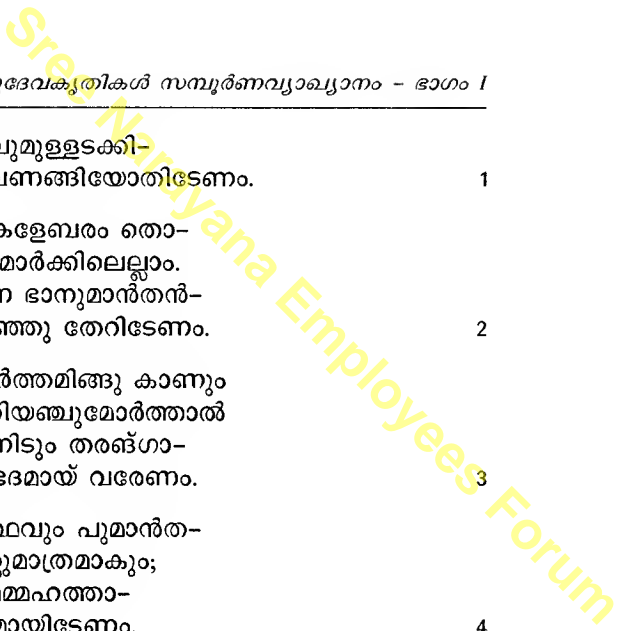 ദേവകൃതികൾ സമ്പൂർണവ്യാഖ്യാനം – ഭാഗം I
മുള്ളടക്കി–
ണങ്ങിയോതിടേണം. 1
കളേബരം തൊ–
മാർക്കിലെല്ലാം.
ഭാനുമാൻതൻ–
ഞ്ഞു തേറിടേണം. 2
ർത്തമിങ്ങു കാണും
യഞ്ചുമോർത്താൽ
നിടും തരങ്ഗാ–
ദമായ് വരേണം. 3
ഥവും പുമാൻത–
മാത്രമാകും;
മ്മഹത്താ–
മായിടേണം. 4
Sree Narayana Employees Forum